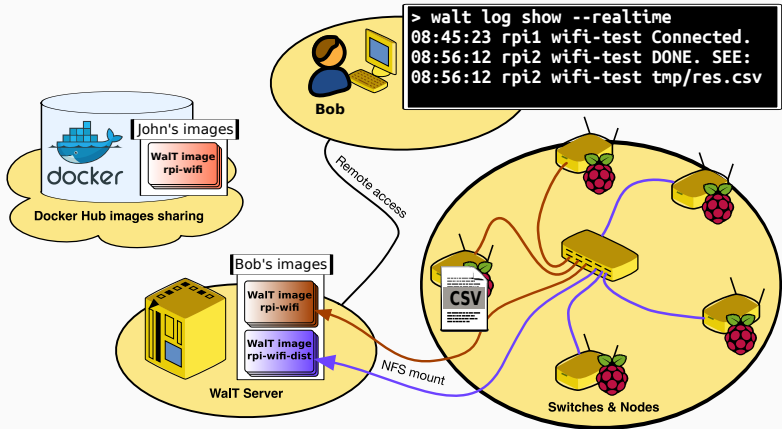 > walt log show --realtime
08:45:23 rpi1 wifi-test Connected.
08:56:12 rpi2 wifi-test DONE. SEE:
08:56:12 rpi2 wifi-test tmp/res.csv
Bob
John's images
WalT image
rpi-wifi
docker
Docker Hub images sharing
Remote access
Bob's images
WalT image
rpi-wifi
WalT image
rpi-wifi-dist
WalT Server
NFS mount
CSV
Switches & Nodes